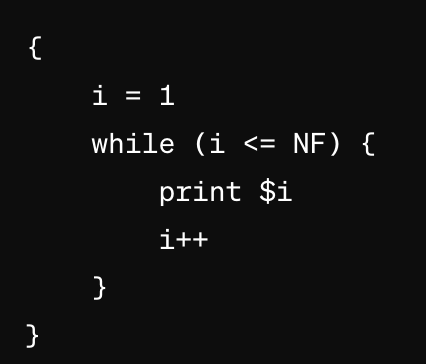 {
    i = 1
    while (i <= NF) {
        print $i
        i++
    }
}